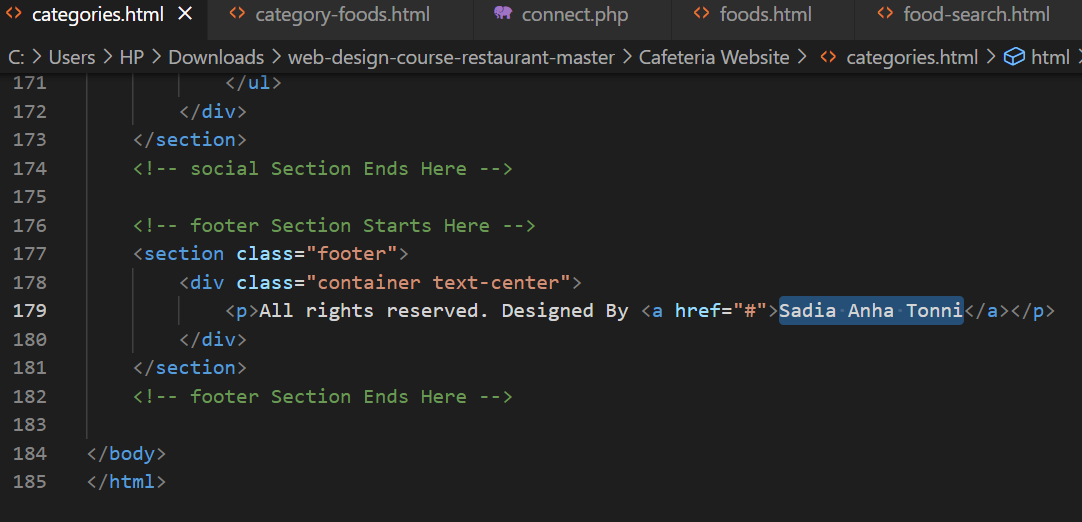 categories.html × category-foods.html connect.php foods.html food-search.html
C: > Users > HP > Downloads > web-design-course-restaurant-master > Cafeteria Website > categories.html > html >
171 </ul>
172 </div>
173 </section>
174 <!-- social Section Ends Here -->
175
176 <!-- footer Section Starts Here -->
177 <section class="footer">
178 <div class="container text-center">
179 <p>All rights reserved. Designed By <a href="#">Sadia Anha Tonni</a></p>
180 </div>
181 </section>
182 <!-- footer Section Ends Here -->
183
184 </body>
185 </html>